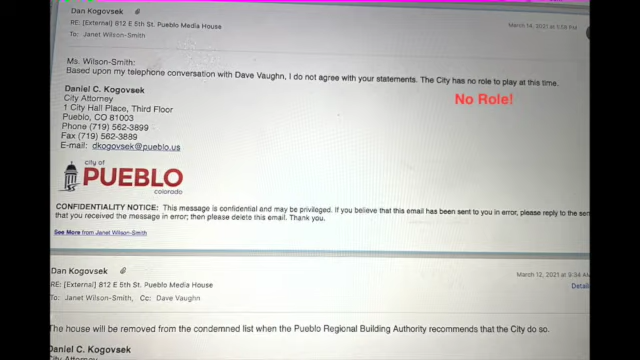 Dan Kogovsek
RE: [External] 812 E 5th St. Pueblo Media House
To: Janet Wilson-Smith
March 14, 2021 at
Ms. Wilson-Smith:
Based upon my telephone conversation with Dave Vaughn, I do not agree with your statements. The City has no role to play at this time.
No Role!
Daniel C. Kogovsek
City Attorney
1 City Hall Place, Third Floor
Pueblo, CO 81003
Phone (719) 562-3899
Fax (719) 562-3889
E-mail: dkogovsek@pueblo.us
city of
PUEBLO
colorado
CONFIDENTIALITY NOTICE: This message is confidential and may be privileged. If you believe that this email has been sent to you in error, please reply to the sen
that you received the message in error; then please delete this email. Thank you.
See More from Janet Wilson-Smith
Dan Kogovsek
March 12, 2021 at 9:34 AM
RE: [External] 812 E 5th St. Pueblo Media House
Detail
To: Janet Wilson-Smith, Cc: Dave Vaughn
The house will be removed from the condemned list when the Pueblo Regional Building Authority recommends that the City do so.
Daniel C. Kogovsek
City Attorney